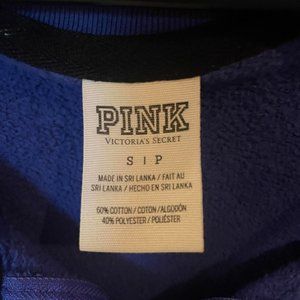 PINK
VICTORIA'S SECRET
S | P
MADE IN SRI LANKA / FAIT AU
SRI LANKA / HECHO EN SRI LANKA
60% COTTON / COTON /ALGODÓN
40% POLYESTER / POLIÉSTER